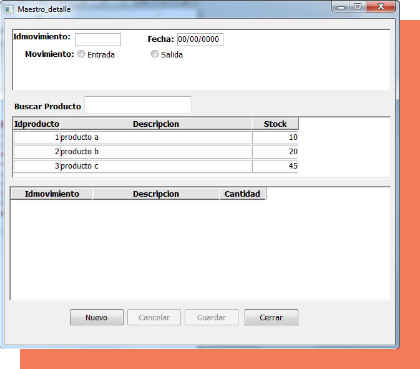 Maestro_detalle
Idmovimiento: Fecha: 00/00/0000
Movimiento: Entrada Salida
Buscar Producto
Idproducto Descripcion Stock
1 producto a 10
2 producto b 20
3 producto c 45
Idmovimiento Descripcion Cantidad
Nuevo Cancelar Guardar Cerrar